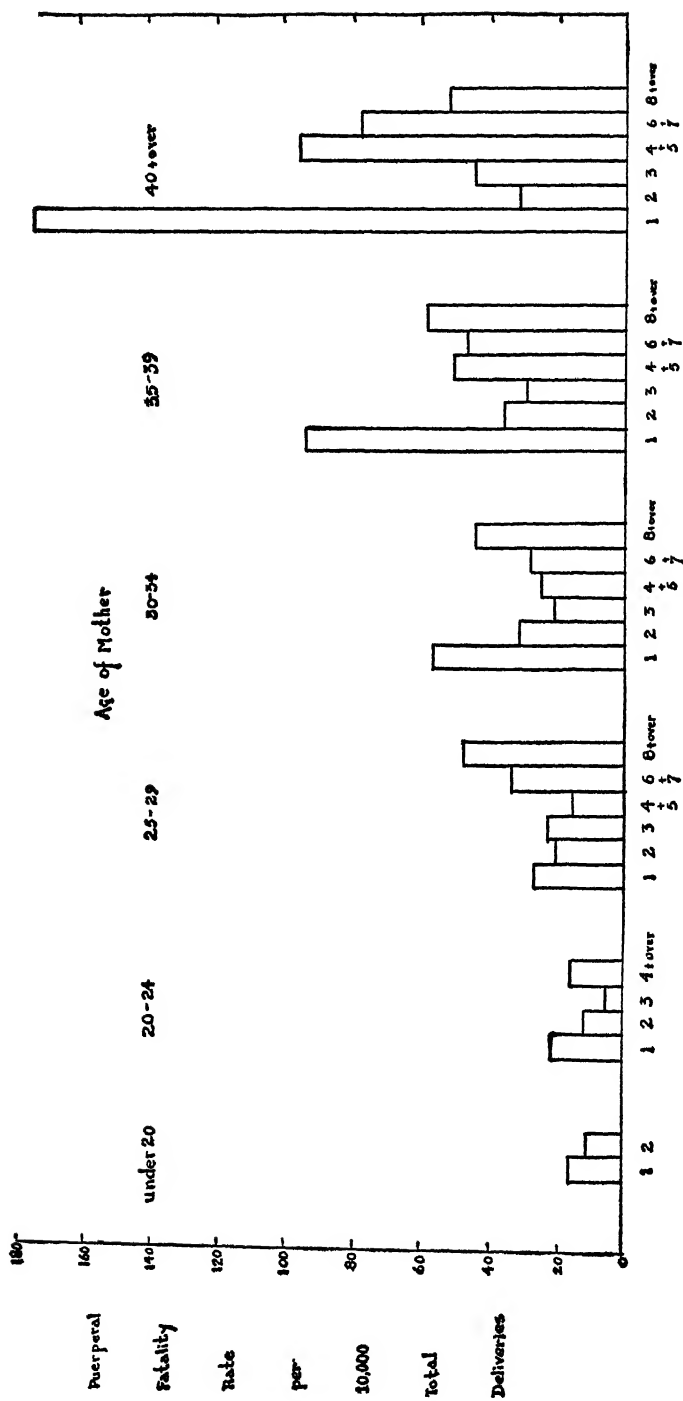 Age of Mother
under 20
20-24
25-29
30-34
35-39
40+over
Puerperal
Fatality
Rate
per
10,000
Total
Deliveries
180
160
140
120
100
80
60
40
20
0
1 2
1 2 3 4+over
1 2 3 4+5 6+7 8+over
1 2 3 4+5 6+7 8+over
1 2 3 4+5 6+7 8+over
1 2 3 4+5 6+7 8+over